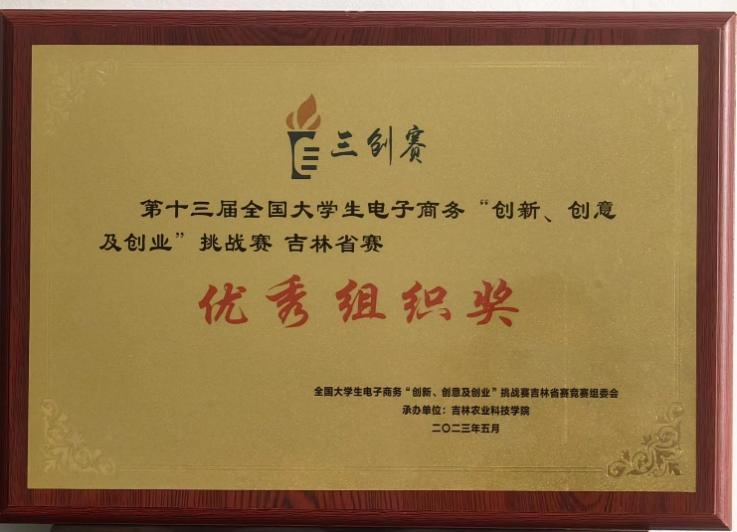 三创赛
第十三届全国大学生电子商务“创新、创意
及创业”挑战赛 吉林省赛
优秀组织奖
全国大学生电子商务“创新、创意及创业”挑战赛吉林省赛竞赛组委会
承办单位：吉林农业科技学院
二〇二三年五月